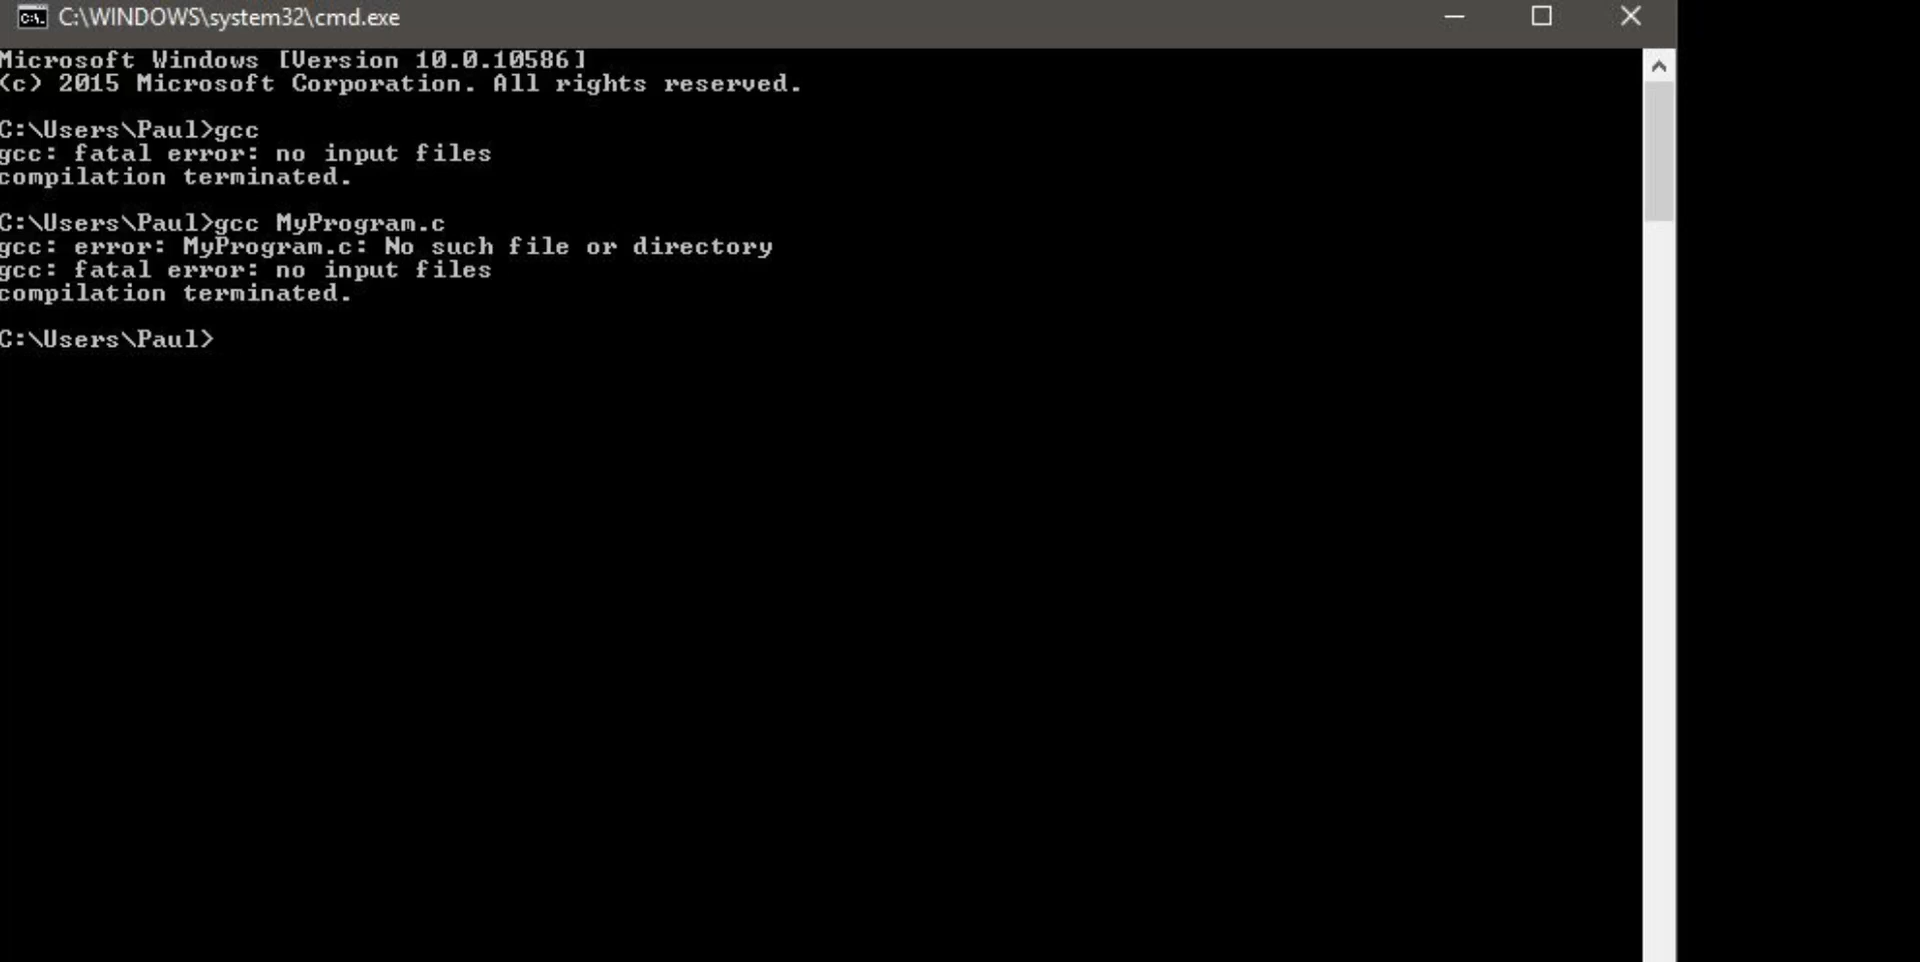 C:\WINDOWS\system32\cmd.exe
Microsoft Windows [Version 10.0.10586]
(c) 2015 Microsoft Corporation. All rights reserved.
C:\Users\Paul>gcc
gcc: fatal error: no input files
compilation terminated.
C:\Users\Paul>gcc MyProgram.c
gcc: error: MyProgram.c: No such file or directory
gcc: fatal error: no input files
compilation terminated.
C:\Users\Paul>